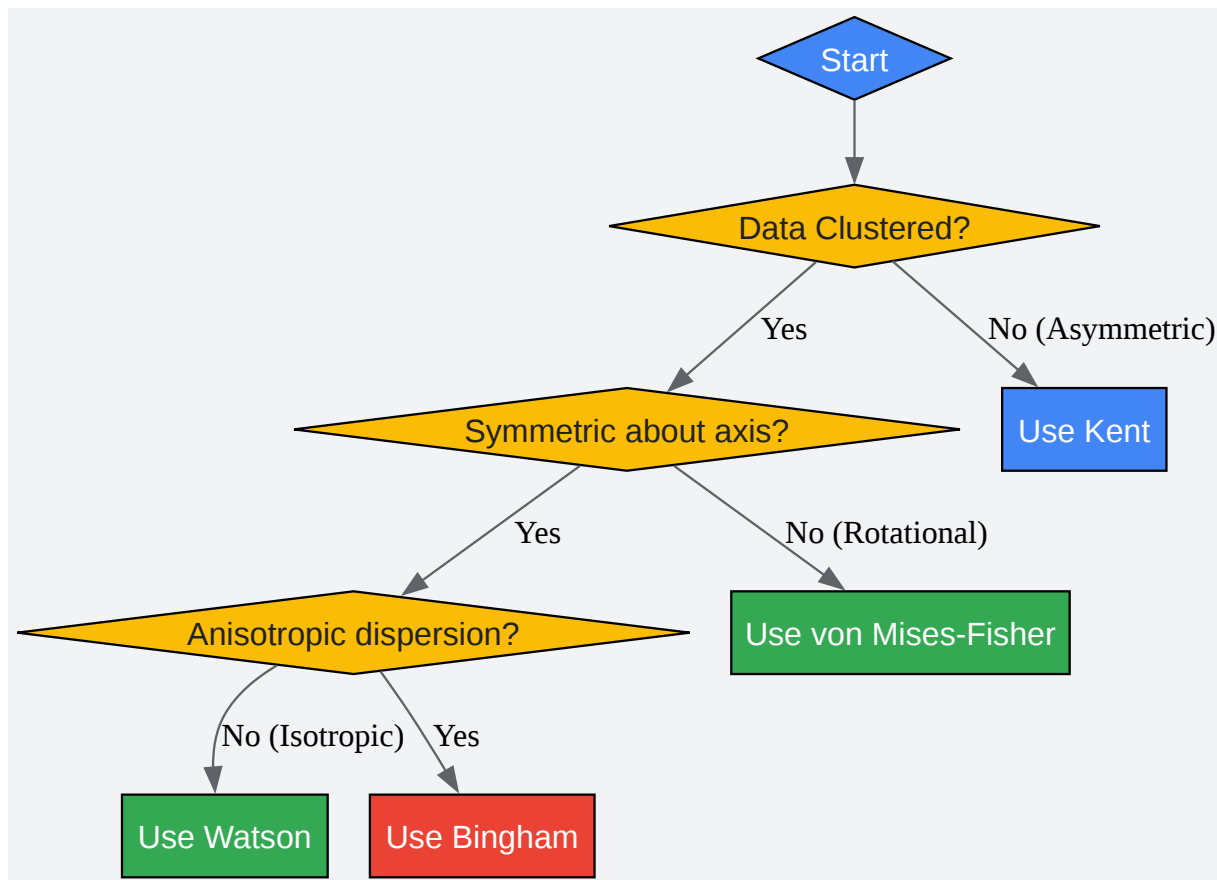 Start
Data Clustered?
Yes
No (Asymmetric)
Symmetric about axis?
Use Kent
Yes
No (Rotational)
Anisotropic dispersion?
Use von Mises-Fisher
No (Isotropic)
Yes
Use Watson
Use Bingham